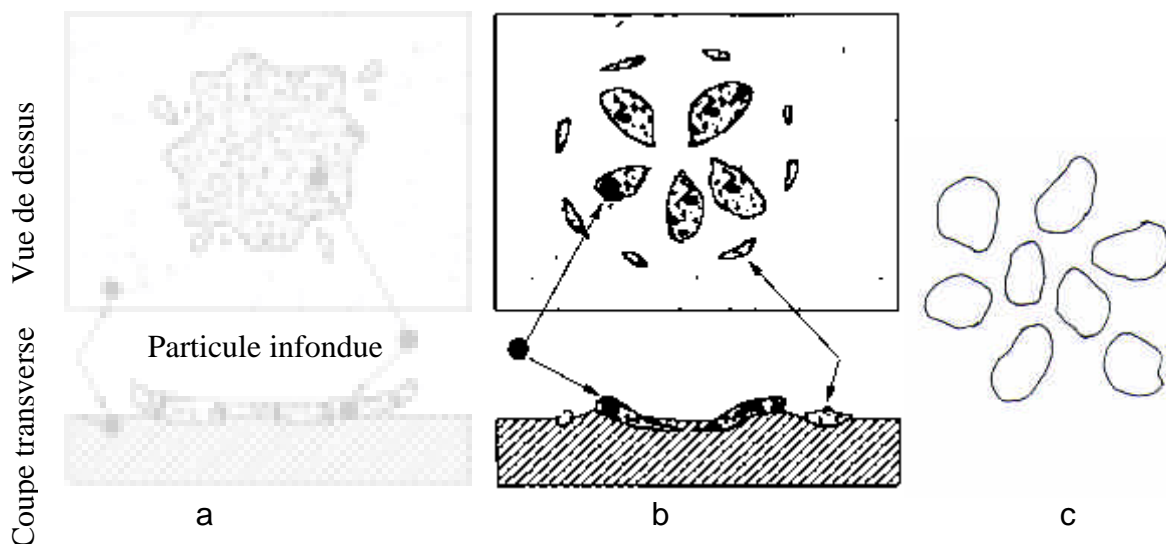 Vue de dessus
Particule infondue
Coupe transverse
a
b
c